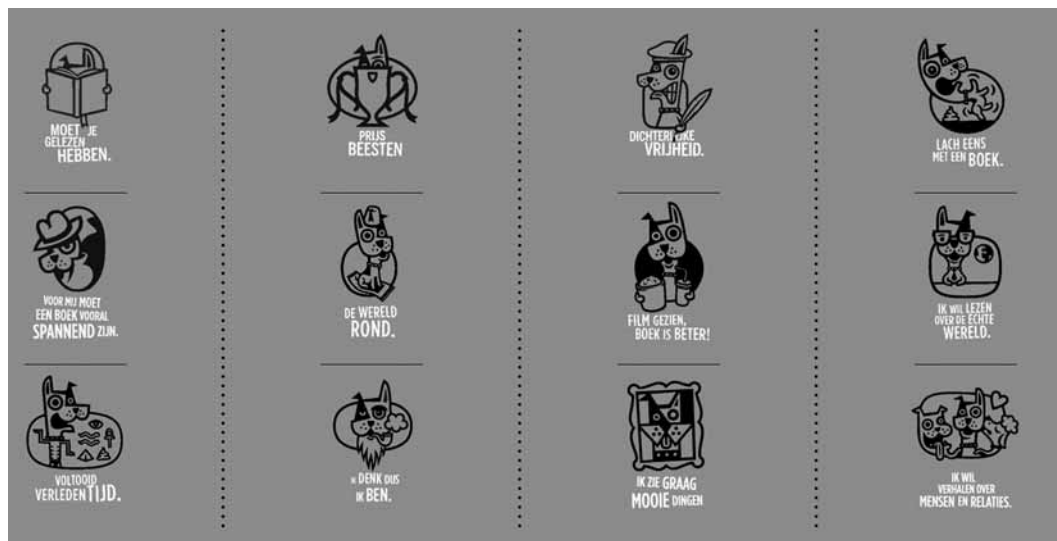 MOET JE
GELEZEN
HEBBEN.
PRIJS
BEESTEN
DICHTERLIJKE
VRIJHEID.
LACH EENS
MET EEN BOEK.
VOOR MIJ MOET
EEN BOEK VOORAL
SPANNEND ZIJN.
DE WERELD
ROND.
FILM GEZIEN,
BOEK IS BETER!
IK WIL LEZEN
OVER DE ECHTE
WERELD.
VOLTOOID
VERLEDEN TIJD.
IK DENK DUS
IK BEN.
IK ZIE GRAAG
MOOIE DINGEN
IK WIL
VERHALEN OVER
MENSEN EN RELATIES.